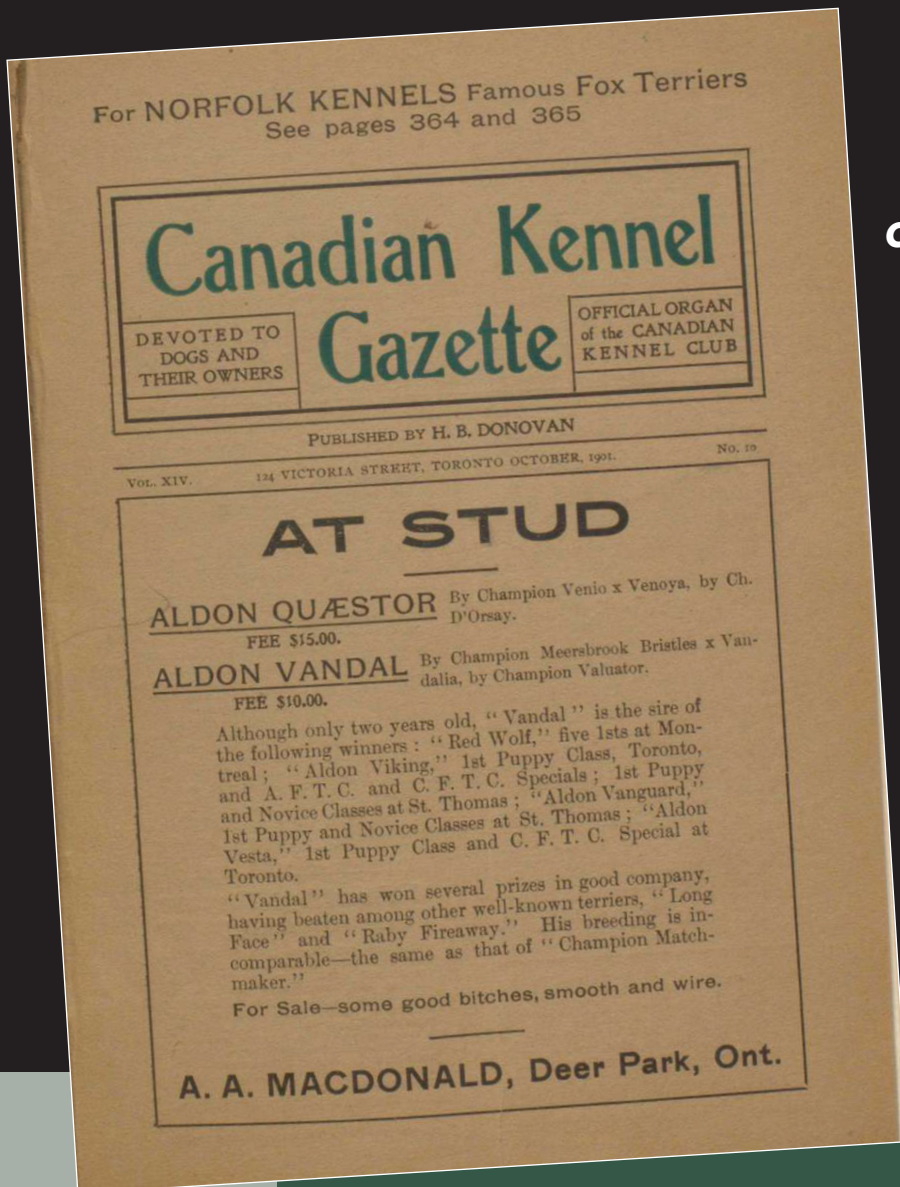 For NORFOLK KENNELS Famous Fox Terriers
See pages 364 and 365
Canadian Kennel
Gazette
DEVOTED TO
DOGS AND
THEIR OWNERS
OFFICIAL ORGAN
of the CANADIAN
KENNEL CLUB
PUBLISHED BY H. B. DONOVAN
VOL. XIV. 124 VICTORIA STREET, TORONTO OCTOBER, 1901. No. 10
AT STUD
ALDON QUÆSTOR By Champion Venio x Venoya, by Ch.
D'Orsay.
FEE $15.00.
ALDON VANDAL By Champion Meersbrook Bristles x Van-
dalia, by Champion Valuator.
FEE $10.00.
Although only two years old, "Vandal" is the sire of
the following winners: "Red Wolf," five 1sts at Mon-
treal; "Aldon Viking," 1st Puppy Class, Toronto,
and A. F. T. C. and C. F. T. C. Specials; 1st Puppy
and Novice Classes at St. Thomas; "Aldon Vanguard,"
1st Puppy and Novice Classes at St. Thomas; "Aldon
Vesta," 1st Puppy Class and C. F. T. C. Special at
Toronto.
"Vandal" has won several prizes in good company,
having beaten among other well-known terriers, "Long
Face" and "Raby Fireaway." His breeding is in-
comparable—the same as that of "Champion Match-
maker."
For Sale—some good bitches, smooth and wire.
A. A. MACDONALD, Deer Park, Ont.